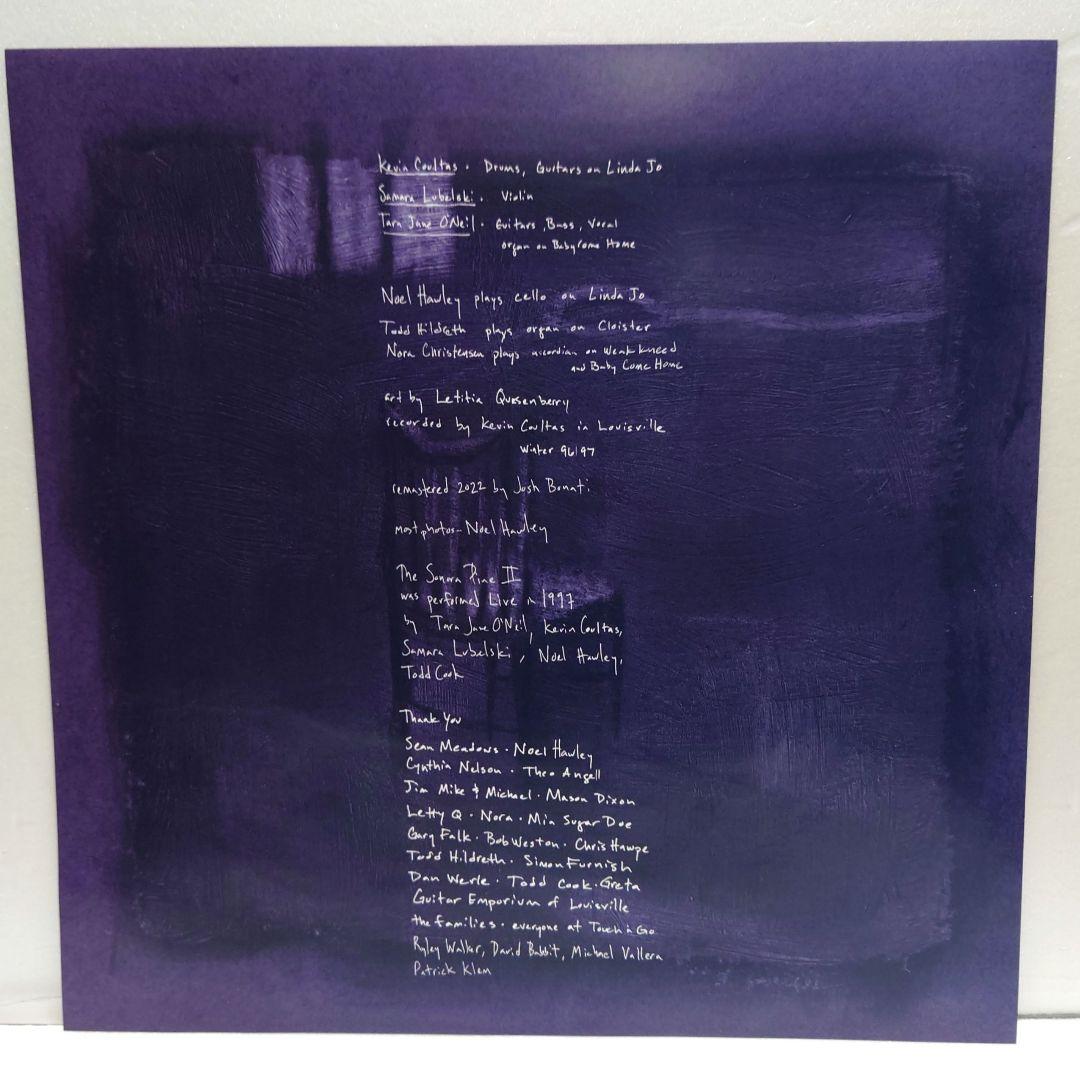 Kevin Coultas . Drums, Guitars on Linda Jo
Samara Lubelski . Violin
Tara Jane O'Neil . Guitars, Bass, Vocal
organ on Baby Come Home
Noel Hawley plays cello on Linda Jo
Todd Hildreth plays organ on Cloister
Nora Christensen plays accordian on Weak kneed
and Baby Come Home
art by Letitia Quesenberry
recorded by Kevin Coultas in Louisville
Winter 96/97
remastered 2022 by Josh Bonati
most photos - Noel Hawley
The Sonora Pine II
was performed Live in 1997
by Tara Jane O'Neil, Kevin Coultas,
Samara Lubelski, Noel Hawley,
Todd Cook
Thank You
Sean Meadows · Noel Hawley
Cynthia Nelson · Theo Angell
Jim Mike & Michael · Mason Dixon
Letty Q · Nora · Mia Sugar Doe
Gary Falk · Bob Weston · Chris Hawpe
Todd Hildreth · Simon Furnish
Dan Werle · Todd Cook · Greta
Guitar Emporium of Louisville
the families · everyone at Touch n Go
Ryley Walker, David Babbit, Michael Vallera
Patrick Klem